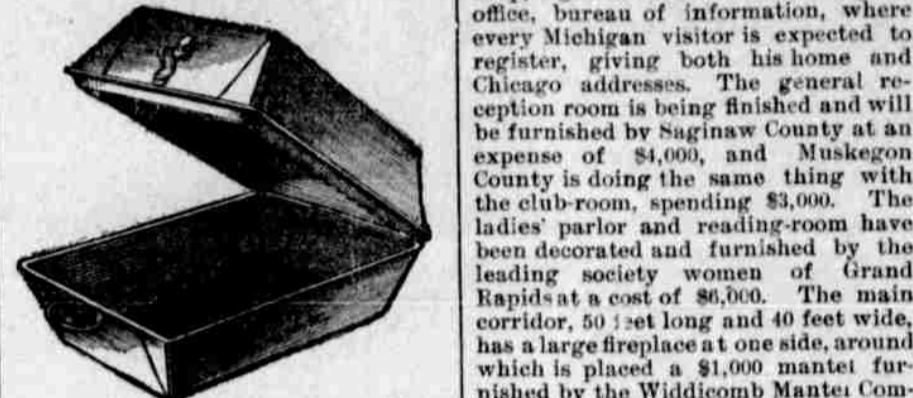 office, bureau of information, where
every Michigan visitor is expected to
register, giving both his home and
Chicago addresses. The general re-
ception room is being finished and will
be furnished by Saginaw County at an
expense of $4,000, and Muskegon
County is doing the same thing with
the club-room, spending $3,000. The
ladies' parlor and reading-room have
been decorated and furnished by the
leading society women of Grand
Rapids at a cost of $6,000. The main
corridor, 50 feet long and 40 feet wide,
has a large fireplace at one side, around
which is placed a $1,000 mantel fur-
nished by the Widdicomb Mantel Com-